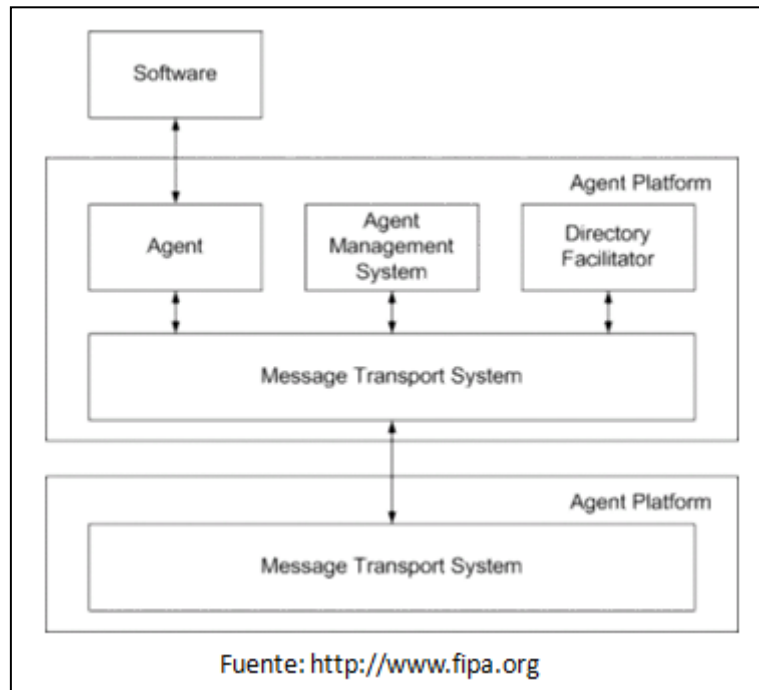 Software
Agent Platform
Agent
Agent
Management
System
Directory
Facilitator
Message Transport System
Agent Platform
Message Transport System
Fuente: http://www.fipa.org